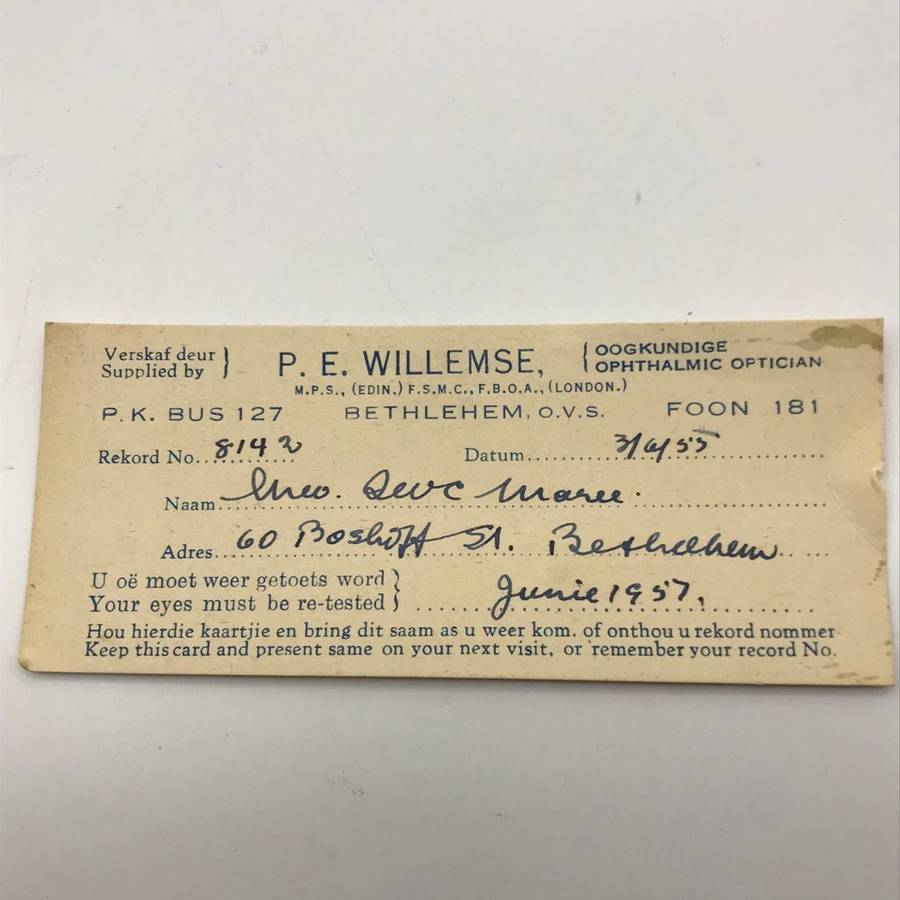 Verskaf deur } P. E. WILLEMSE, { OOGKUNDIGE
Supplied by OPHTHALMIC OPTICIAN
M.P.S., (EDIN,) F.S.M.C., F.B.O.A., (LONDON.)
P.K. BUS 127 BETHLEHEM, O.V.S. FOON 181
Rekord No. 8142 Datum 3/6/55
Naam Maree.
Adres 60 Boshoff St. Bethlehem
U oë moet weer getoets word }
Your eyes must be re-tested Junie 1957.
Hou hierdie kaartjie en bring dit saam as u weer kom. of onthou u rekord nommer
Keep this card and present same on your next visit, or remember your record No.